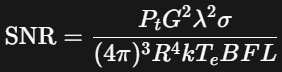 SNR = \frac{P_t G^2 \lambda^2 \sigma}{(4\pi)^3 R^4 k T_e B F L}